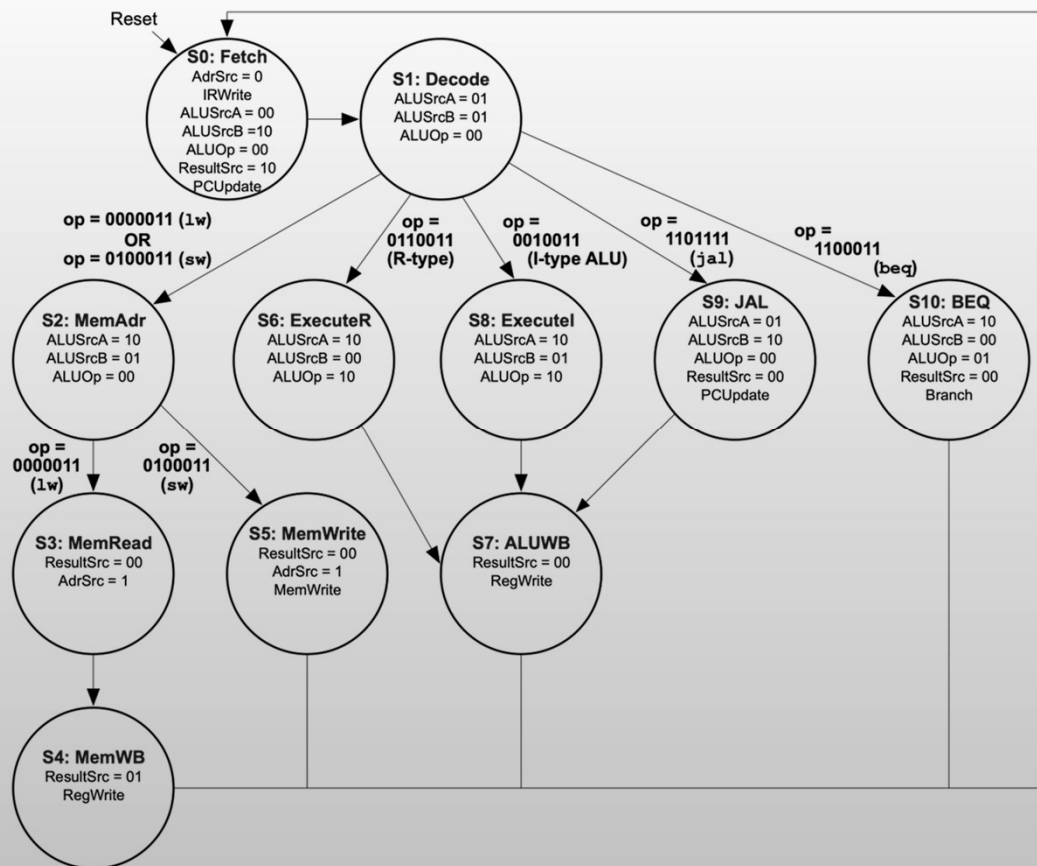 Reset
S0: Fetch
AdrSrc = 0
IRWrite
ALUSrcA = 00
ALUSrcB =10
ALUOp = 00
ResultSrc = 10
PCUpdate
S1: Decode
ALUSrcA = 01
ALUSrcB = 01
ALUOp = 00
op = 0000011 (lw)
OR
op = 0100011 (sw)
op =
0110011
(R-type)
op =
0010011
(I-type ALU)
op =
1101111
(jal)
op =
1100011
(beq)
S2: MemAdr
ALUSrcA = 10
ALUSrcB = 01
ALUOp = 00
S6: ExecuteR
ALUSrcA = 10
ALUSrcB = 00
ALUOp = 10
S8: ExecuteI
ALUSrcA = 10
ALUSrcB = 01
ALUOp = 10
S9: JAL
ALUSrcA = 01
ALUSrcB = 10
ALUOp = 00
ResultSrc = 00
PCUpdate
S10: BEQ
ALUSrcA = 10
ALUSrcB = 00
ALUOp = 01
ResultSrc = 00
Branch
op =
0000011
(lw)
op =
0100011
(sw)
S3: MemRead
ResultSrc = 00
AdrSrc = 1
S5: MemWrite
ResultSrc = 00
AdrSrc = 1
MemWrite
S7: ALUWB
ResultSrc = 00
RegWrite
S4: MemWB
ResultSrc = 01
RegWrite